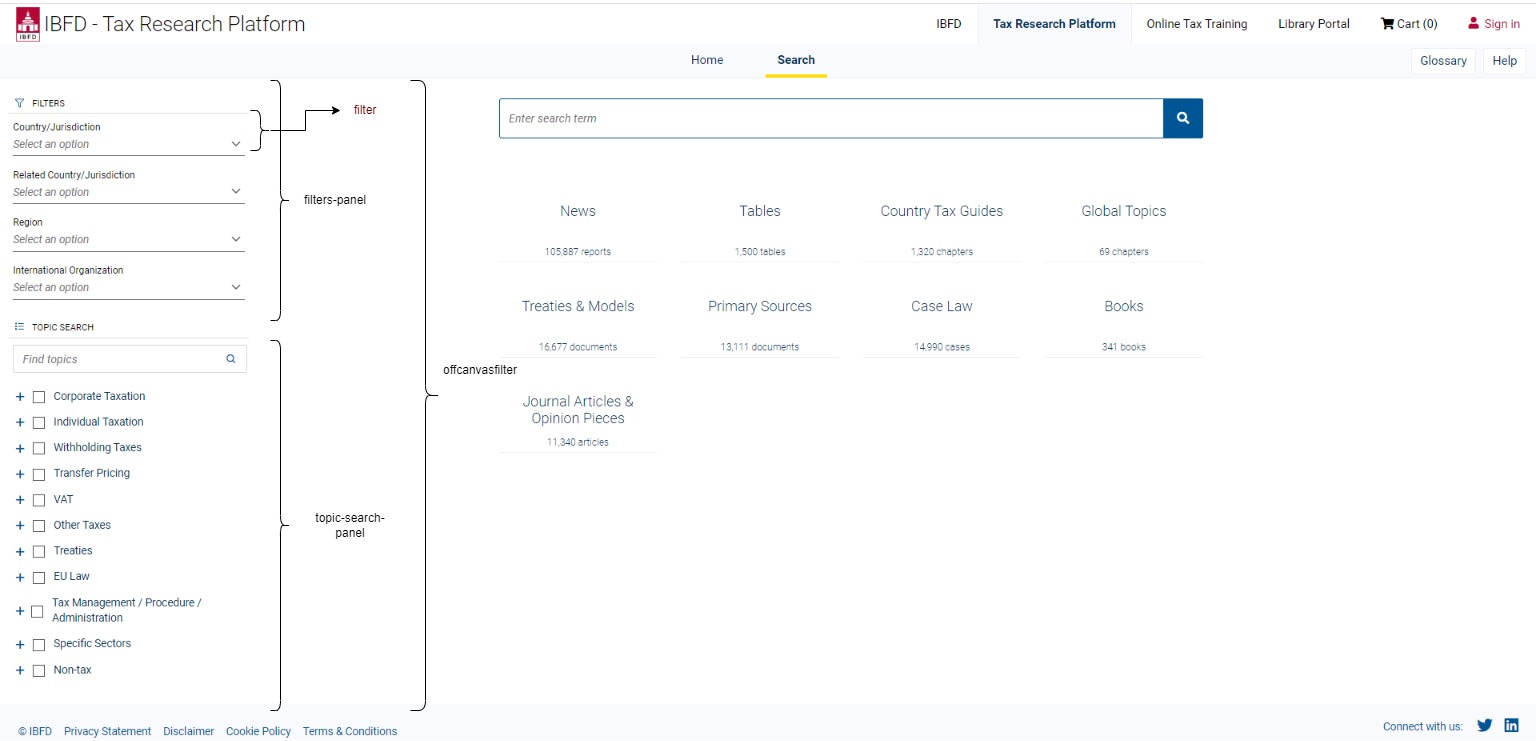 IBFD
IBFD - Tax Research Platform
IBFD
Tax Research Platform
Online Tax Training
Library Portal
Cart (0)
Sign in
Home
Search
Glossary
Help
FILTERS
Country/Jurisdiction
Select an option
Related Country/Jurisdiction
Select an option
Region
Select an option
International Organization
Select an option
TOPIC SEARCH
Find topics
Corporate Taxation
Individual Taxation
Withholding Taxes
Transfer Pricing
VAT
Other Taxes
Treaties
EU Law
Tax Management / Procedure /
Administration
Specific Sectors
Non-tax
filter
filters-panel
offcanvasfilter
topic-search-
panel
Enter search term
News
105,887 reports
Tables
1,500 tables
Country Tax Guides
1,320 chapters
Global Topics
69 chapters
Treaties & Models
16,677 documents
Primary Sources
13,111 documents
Case Law
14,990 cases
Books
341 books
Journal Articles &
Opinion Pieces
11,340 articles
© IBFD
Privacy Statement
Disclaimer
Cookie Policy
Terms & Conditions
Connect with us: